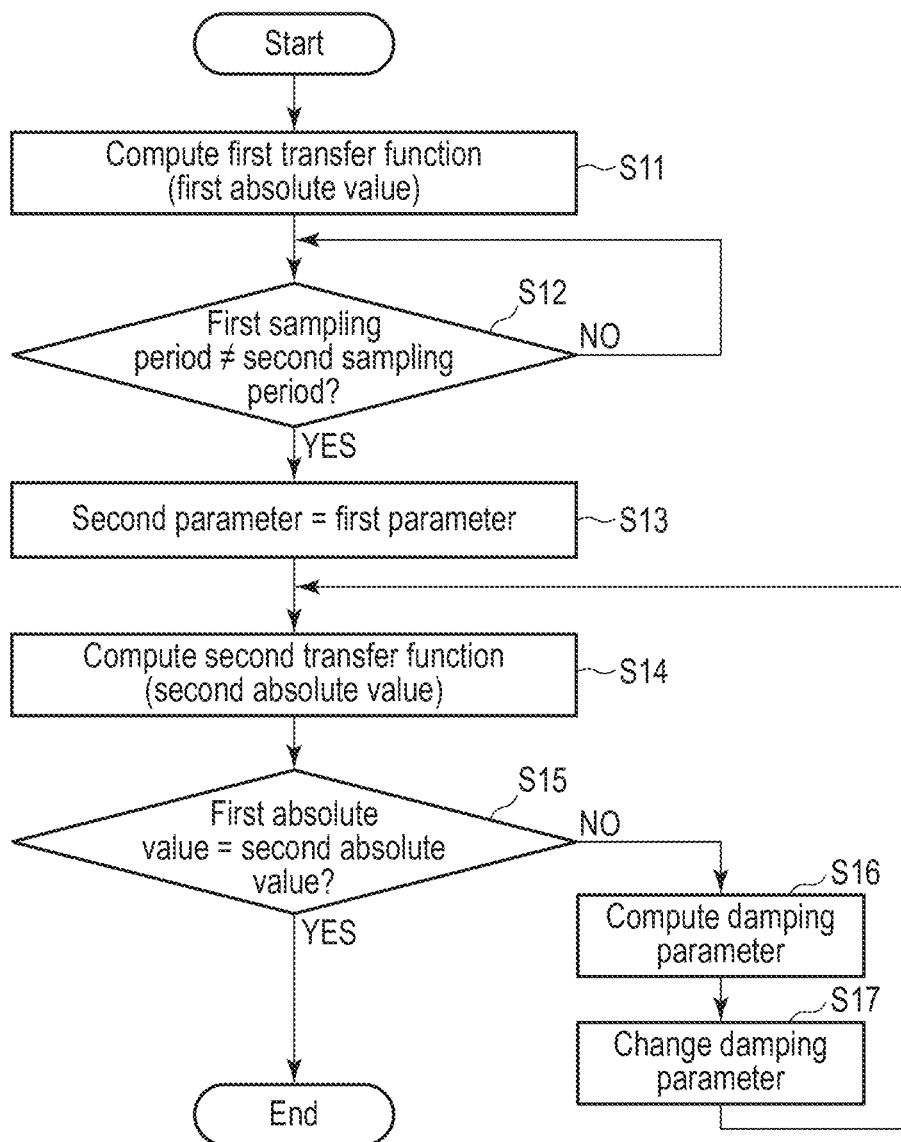 Start
Compute first transfer function
(first absolute value)
S11
S12
First sampling
period ≠ second sampling
period?
NO
YES
Second parameter = first parameter
S13
Compute second transfer function
(second absolute value)
S14
S15
First absolute
value = second absolute
value?
NO
YES
S16
Compute damping
parameter
S17
Change damping
parameter
End